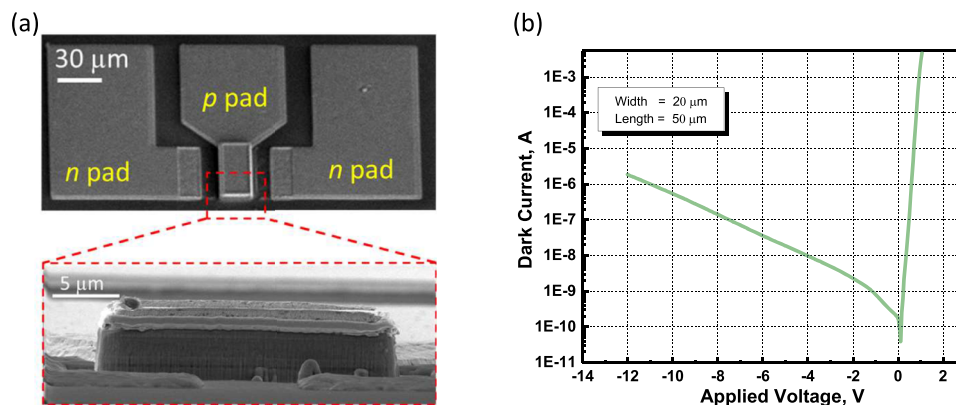 (a)
30 μm
p pad
n pad
n pad
5 μm
(b)
Dark Current, A
1E-3
1E-4
1E-5
1E-6
1E-7
1E-8
1E-9
1E-10
1E-11
Width = 20 μm
Length = 50 μm
-14 -12 -10 -8 -6 -4 -2 0 2
Applied Voltage, V